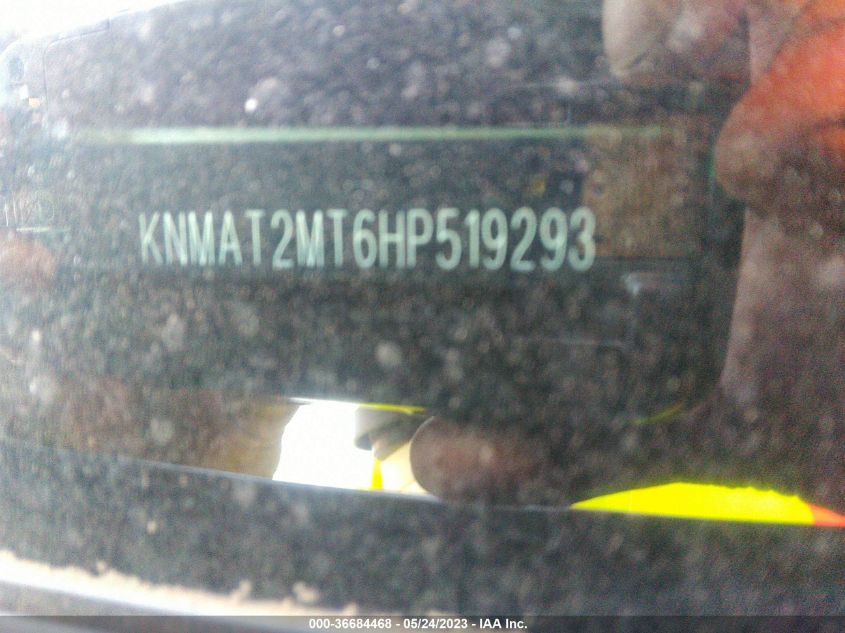 KNMAT2MT6HP519293
000-36684468 - 05/24/2023 - IAA Inc.